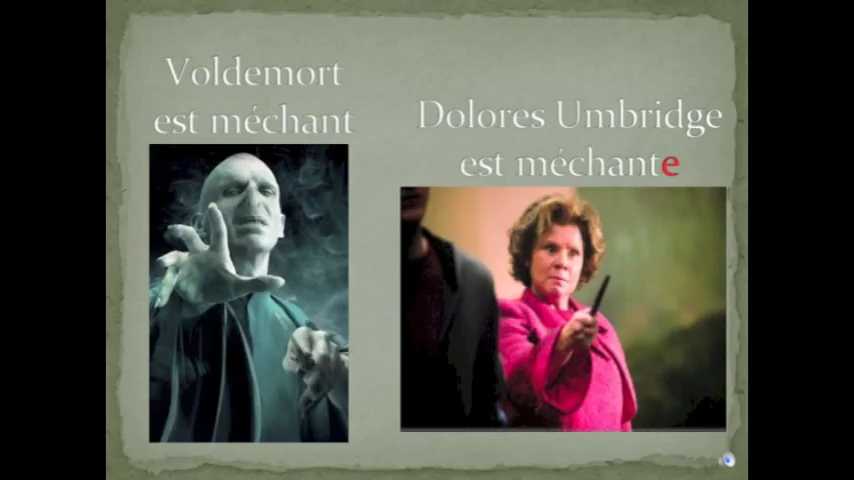 Voldemort
est méchant
Dolores Umbridge
est méchante